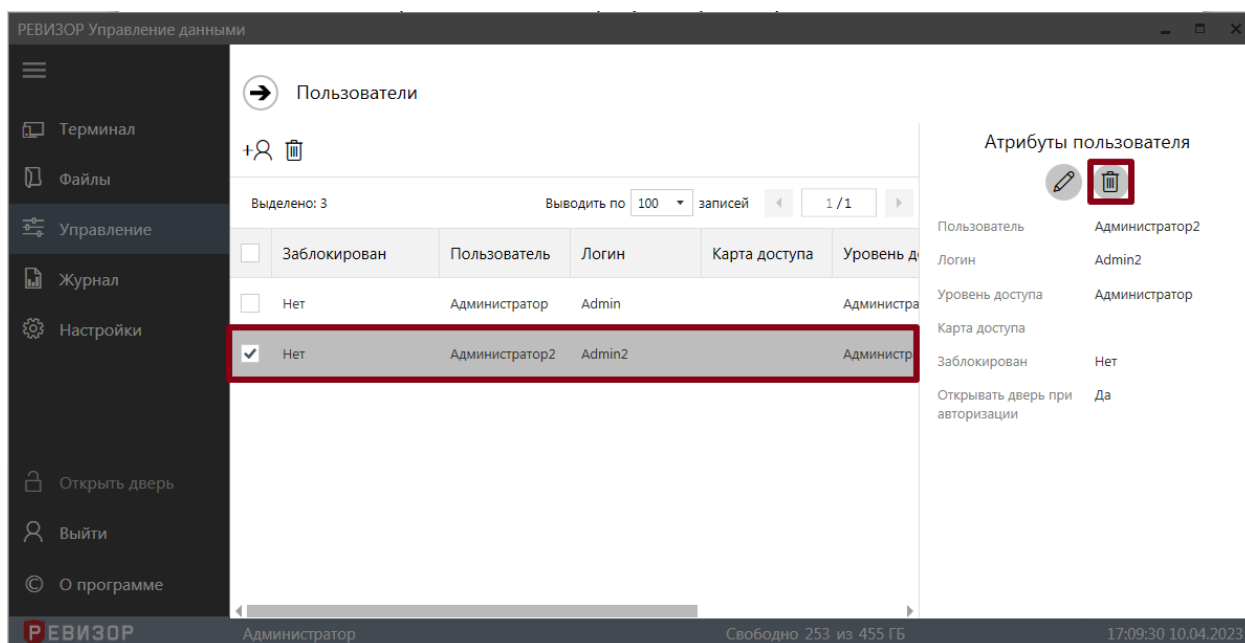 РЕВИЗОР Управление данными
Терминал
Файлы
Управление
Журнал
Настройки
Открыть дверь
Выйти
О программе
Пользователи
Выделено: 3 Выводить по 100 записей 1 / 1
Заблокирован Пользователь Логин Карта доступа Уровень д
Нет Администратор Admin Администра
Нет Администратор2 Admin2 Администр
Атрибуты пользователя
Пользователь Администратор2
Логин Admin2
Уровень доступа Администратор
Карта доступа
Заблокирован Нет
Открывать дверь при Да
авторизации
РЕВИЗОР Администратор Свободно 253 из 455 ГБ 17:09:30 10.04.2023